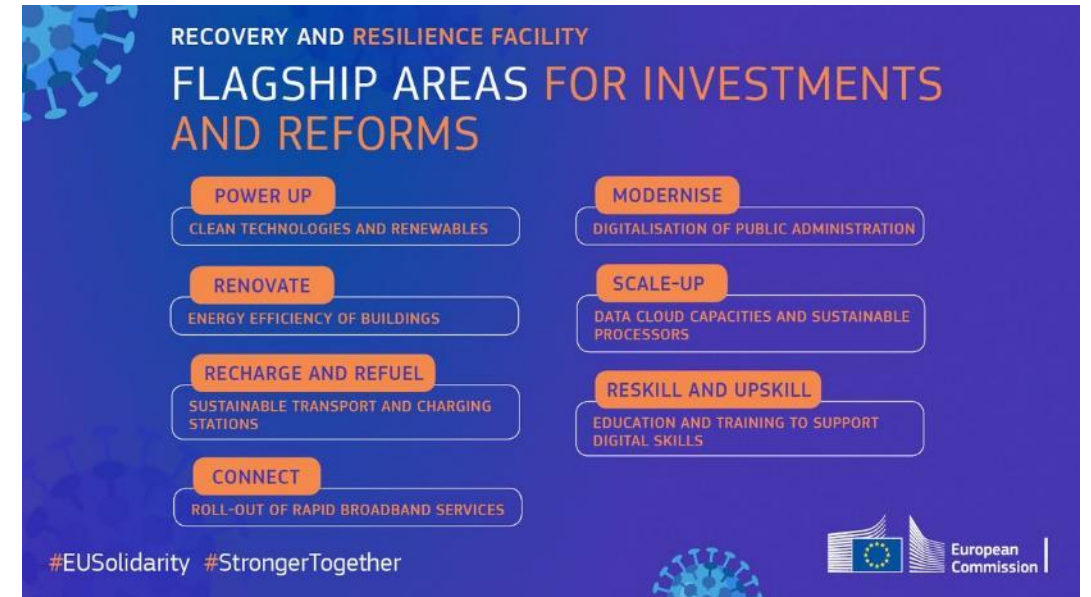 RECOVERY AND RESILIENCE FACILITY
FLAGSHIP AREAS FOR INVESTMENTS
AND REFORMS
POWER UP
CLEAN TECHNOLOGIES AND RENEWABLES
RENOVATE
ENERGY EFFICIENCY OF BUILDINGS
RECHARGE AND REFUEL
SUSTAINABLE TRANSPORT AND CHARGING
STATIONS
CONNECT
ROLL-OUT OF RAPID BROADBAND SERVICES
MODERNISE
DIGITALISATION OF PUBLIC ADMINISTRATION
SCALE-UP
DATA CLOUD CAPACITIES AND SUSTAINABLE
PROCESSORS
RESKILL AND UPSKILL
EDUCATION AND TRAINING TO SUPPORT
DIGITAL SKILLS
#EUSolidarity #StrongerTogether
European
Commission